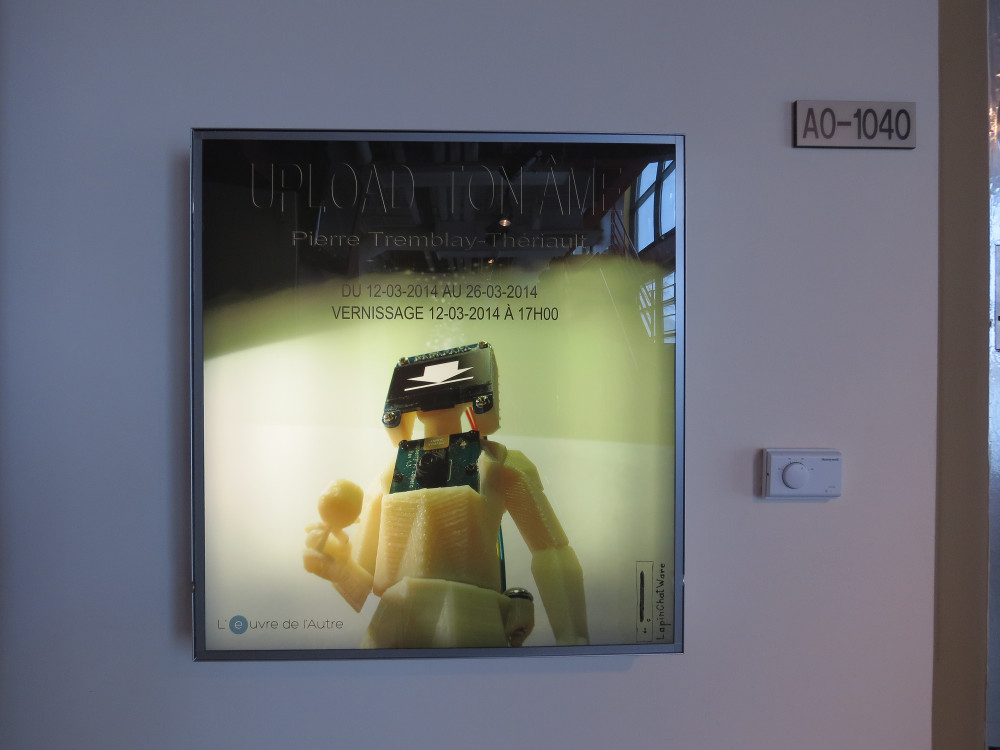 AO-1040
UPLOAD TON ÂME
Pierre Tremblay-Thériault
DU 12-03-2014 AU 26-03-2014
VERNISSAGE 12-03-2014 À 17H00
L'œuvre de l'Autre
LapinChatWare